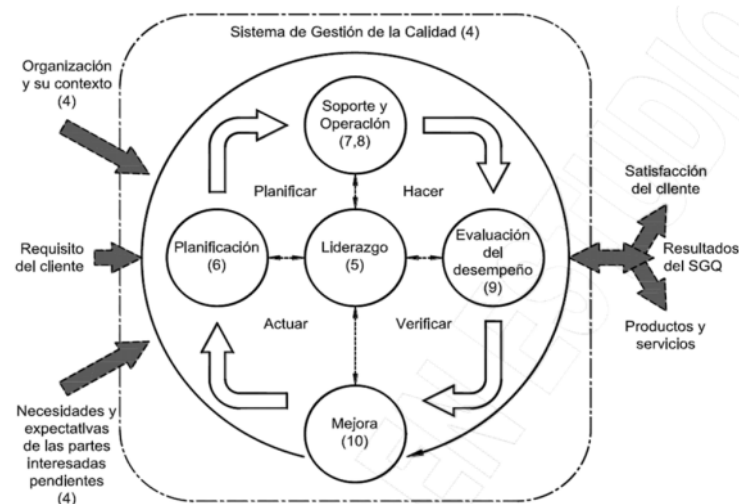 Sistema de Gestión de la Calidad (4)
Organización
y su contexto
(4)
Soporte y
Operación
(7,8)
Planificar
Hacer
Satisfacción
del cliente
Requisito
del cliente
Planificación
(6)
Liderazgo
(5)
Evaluación
del
desempeño
(9)
Resultados
del SGQ
Actuar
Verificar
Productos y
servicios
Necesidades y
expectativas
de las partes
interesadas
pendientes
(4)
Mejora
(10)
EN ESTUDIO